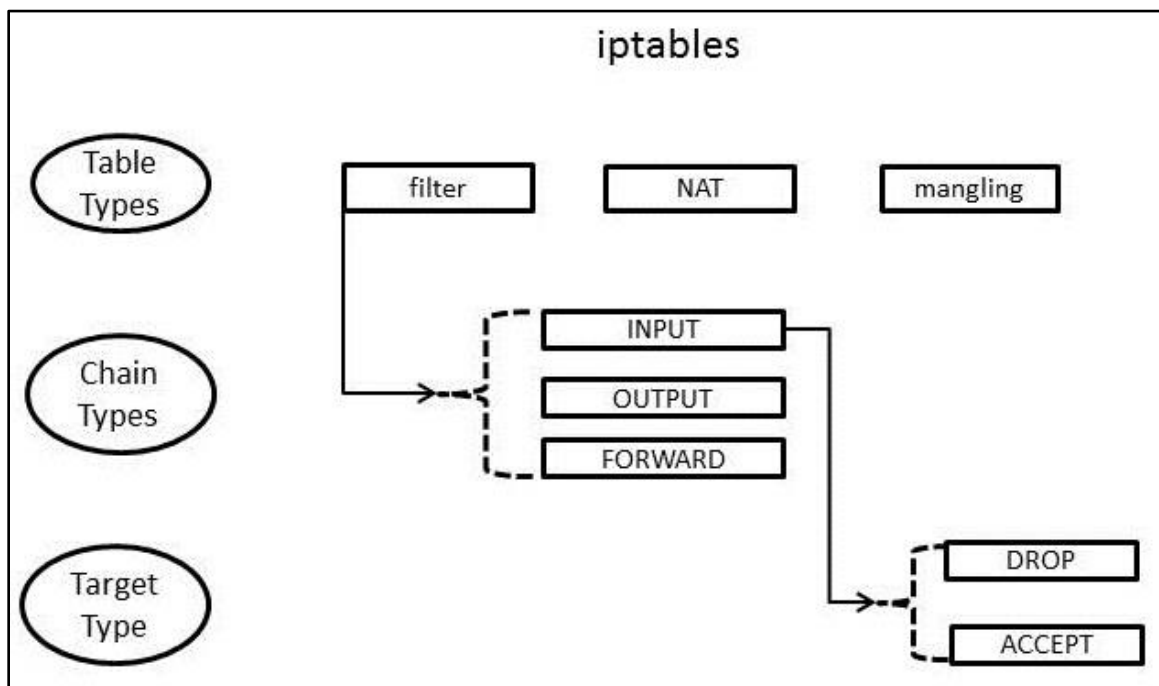 iptables
Table
Types
filter
NAT
mangling
Chain
Types
INPUT
OUTPUT
FORWARD
Target
Type
DROP
ACCEPT